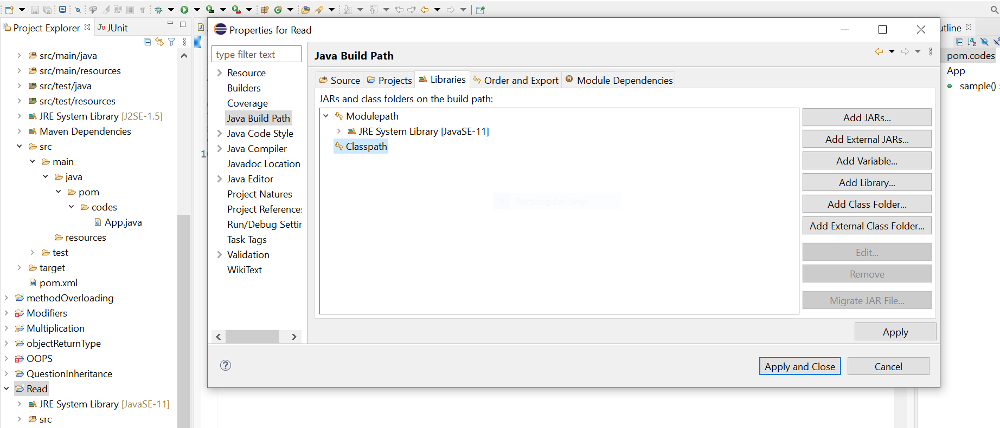 Project Explorer
JUnit
src/main/java
src/main/resources
src/test/java
src/test/resources
JRE System Library [J2SE-1.5]
Maven Dependencies
src
main
java
pom
codes
App.java
resources
test
target
pom.xml
methodOverloading
Modifiers
Multiplication
objectReturnType
OOPS
QuestionInheritance
Read
JRE System Library [JavaSE-11]
src
Properties for Read
type filter text
Resource
Builders
Coverage
Java Build Path
Java Code Style
Java Compiler
Javadoc Location
Java Editor
Project Natures
Project References
Run/Debug Settir
Task Tags
Validation
WikiText
Java Build Path
Source
Projects
Libraries
Order and Export
Module Dependencies
JARs and class folders on the build path:
Modulepath
JRE System Library [JavaSE-11]
Classpath
Rectangular Snip
Add JARs...
Add External JARs...
Add Variable...
Add Library...
Add Class Folder...
Add External Class Folder...
Edit...
Remove
Migrate JAR File...
Apply
Apply and Close
Cancel
utline
pom.codes
App
sample() :